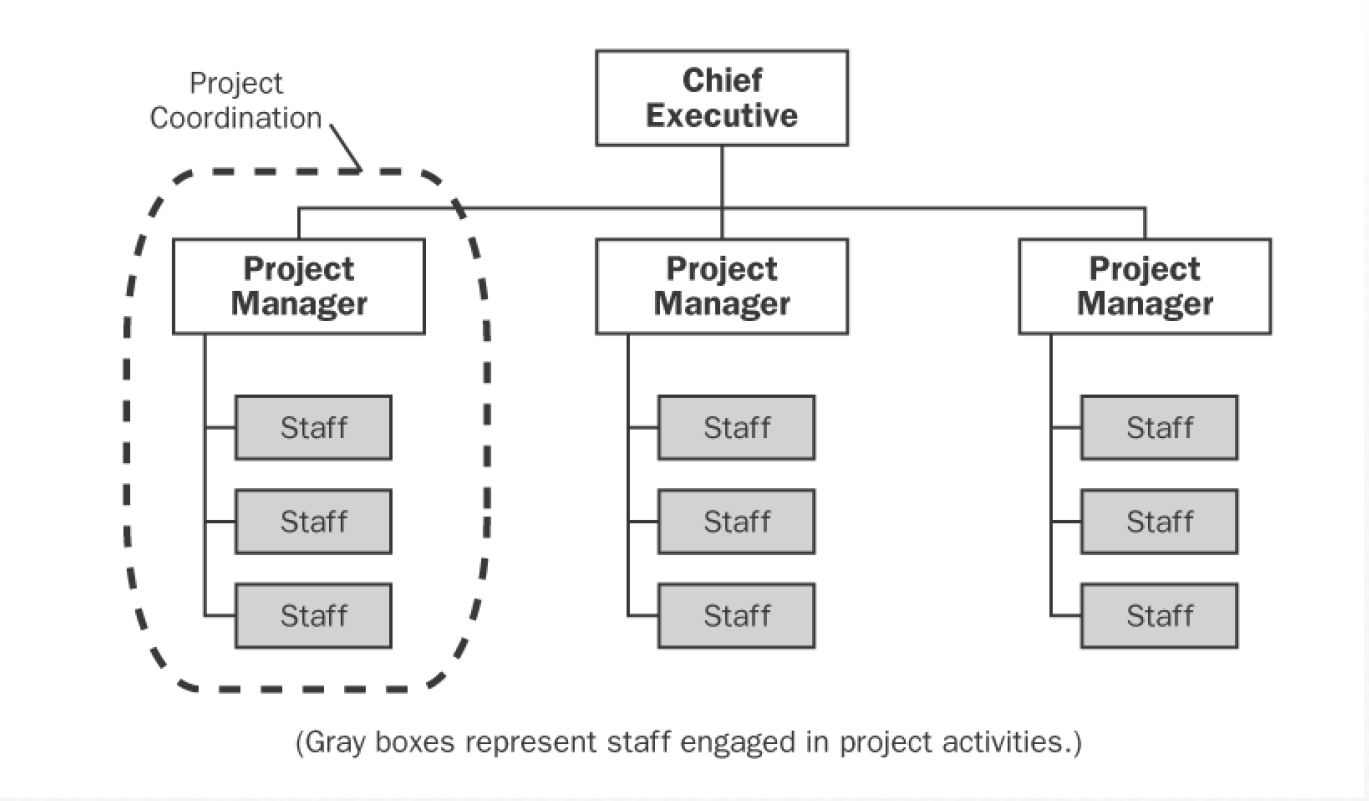 Project
Coordination
Chief
Executive
Project
Manager
Project
Manager
Project
Manager
Staff
Staff
Staff
Staff
Staff
Staff
Staff
Staff
Staff
(Gray boxes represent staff engaged in project activities.)